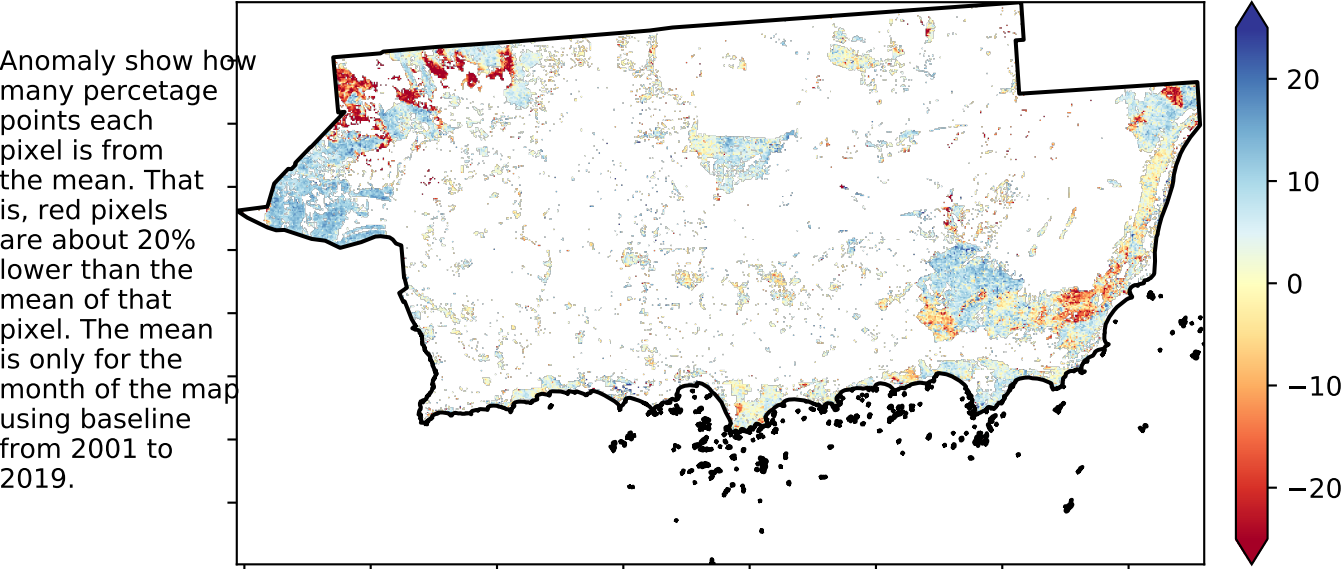 Anomaly show how
many percetage
points each
pixel is from
the mean. That
is, red pixels
are about 20%
lower than the
mean of that
pixel. The mean
is only for the
month of the map
using baseline
from 2001 to
2019.
20
10
0
−10
−20